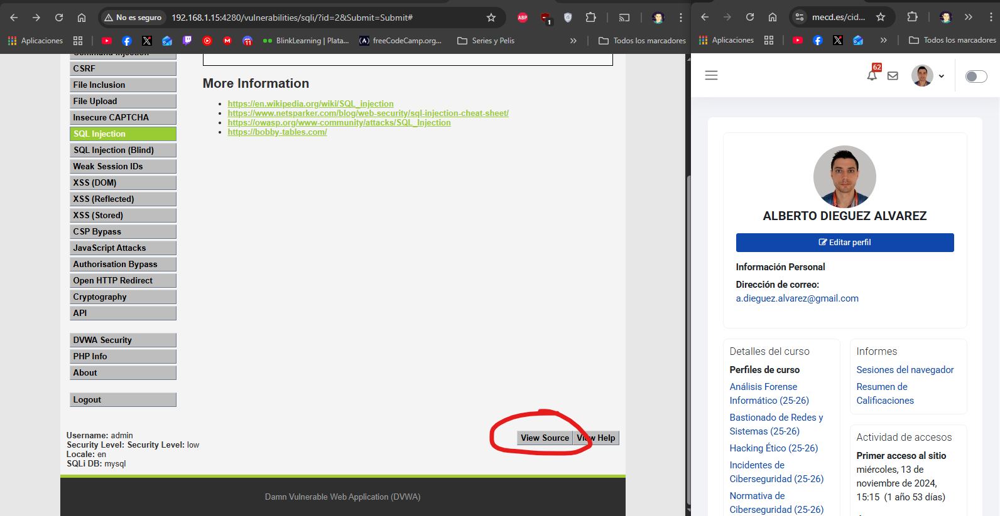 No es seguro
192.168.1.15:4280/vulnerabilities/sqli/?id=2&Submit=Submit#
ABP
1
Aplicaciones
11
BlinkLearning | Plata...
freeCodeCamp.org...
Series y Pelis
»
Todos los marcadores
Command Injection
CSRF
File Inclusion
File Upload
Insecure CAPTCHA
SQL Injection
SQL Injection (Blind)
Weak Session IDs
XSS (DOM)
XSS (Reflected)
XSS (Stored)
CSP Bypass
JavaScript Attacks
Authorisation Bypass
Open HTTP Redirect
Cryptography
API
DVWA Security
PHP Info
About
Logout
More Information
https://en.wikipedia.org/wiki/SQL_injection
https://www.netsparker.com/blog/web-security/sql-injection-cheat-sheet/
https://owasp.org/www-community/attacks/SQL_Injection
https://bobby-tables.com/
View Source
View Help
Username: admin
Security Level: Security Level: low
Locale: en
SQLi DB: mysql
Damn Vulnerable Web Application (DVWA)
mecd.es/cid...
»
Aplicaciones
»
Todos los marcadores
62
ALBERTO DIEGUEZ ALVAREZ
Editar perfil
Información Personal
Dirección de correo:
a.dieguez.alvarez@gmail.com
Detalles del curso
Perfiles de curso
Análisis Forense
Informático (25-26)
Bastionado de Redes y
Sistemas (25-26)
Hacking Ético (25-26)
Incidentes de
Ciberseguridad (25-26)
Normativa de
Ciberseguridad (25-26)
Informes
Sesiones del navegador
Resumen de
Calificaciones
Actividad de accesos
Primer acceso al sitio
miércoles, 13 de
noviembre de 2024,
15:15 (1 año 53 días)